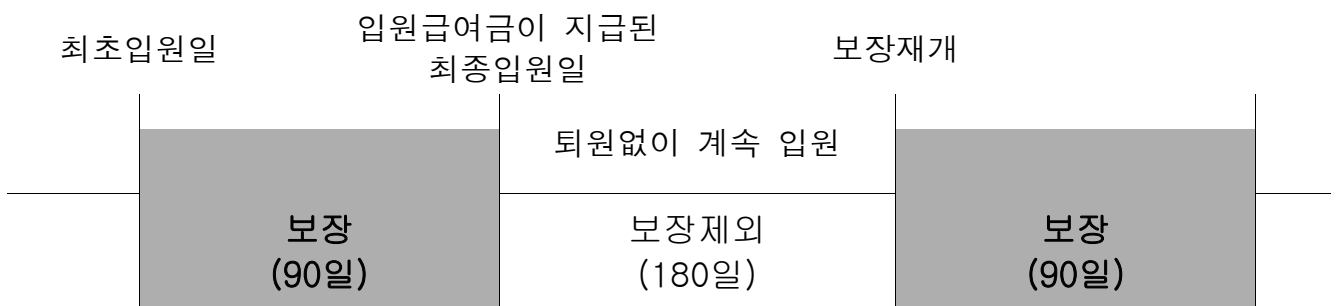 최초입원일
입원급여금이 지급된
최종입원일
보장재개
퇴원없이 계속 입원
보장
(90일)
보장제외
(180일)
보장
(90일)